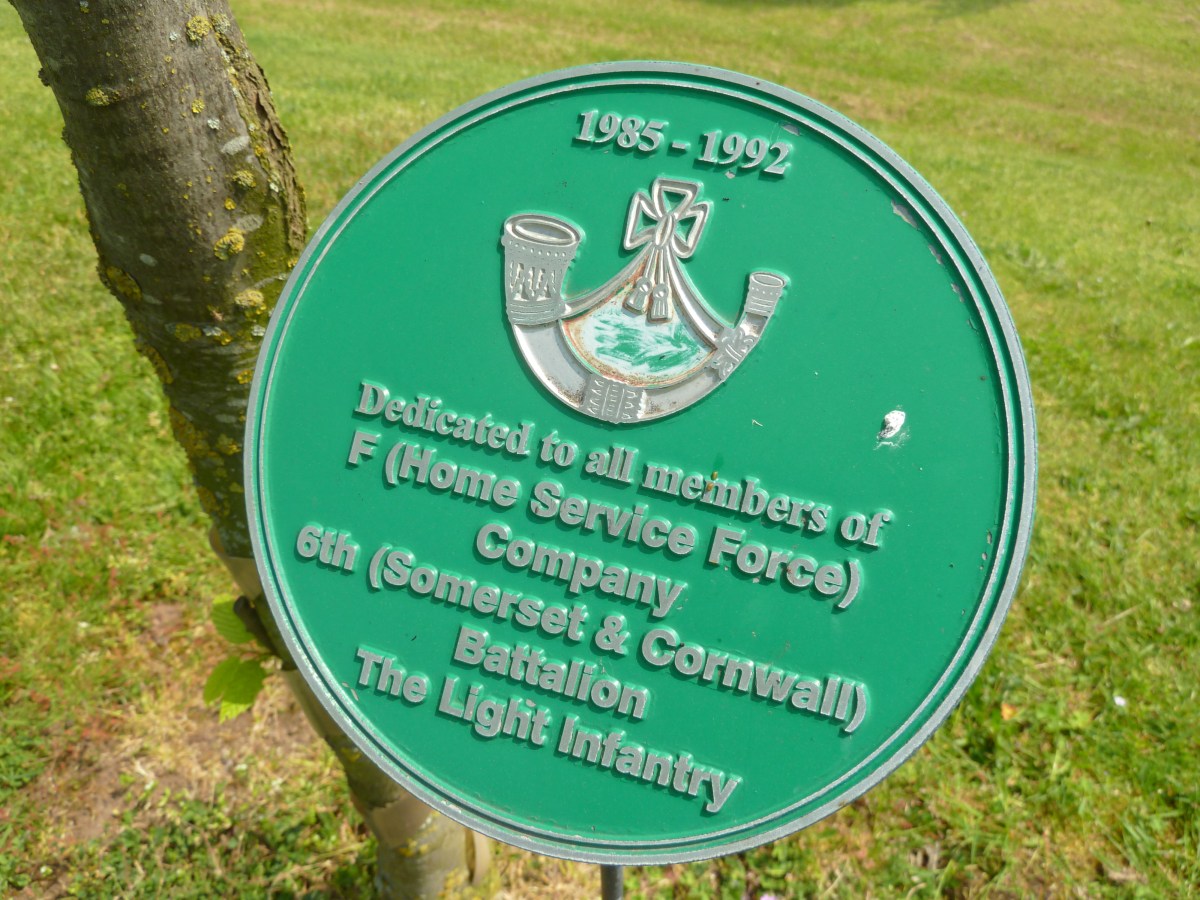 1985 - 1992
Dedicated to all members of
F (Home Service Force)
Company
6th (Somerset & Cornwall)
Battalion
The Light Infantry